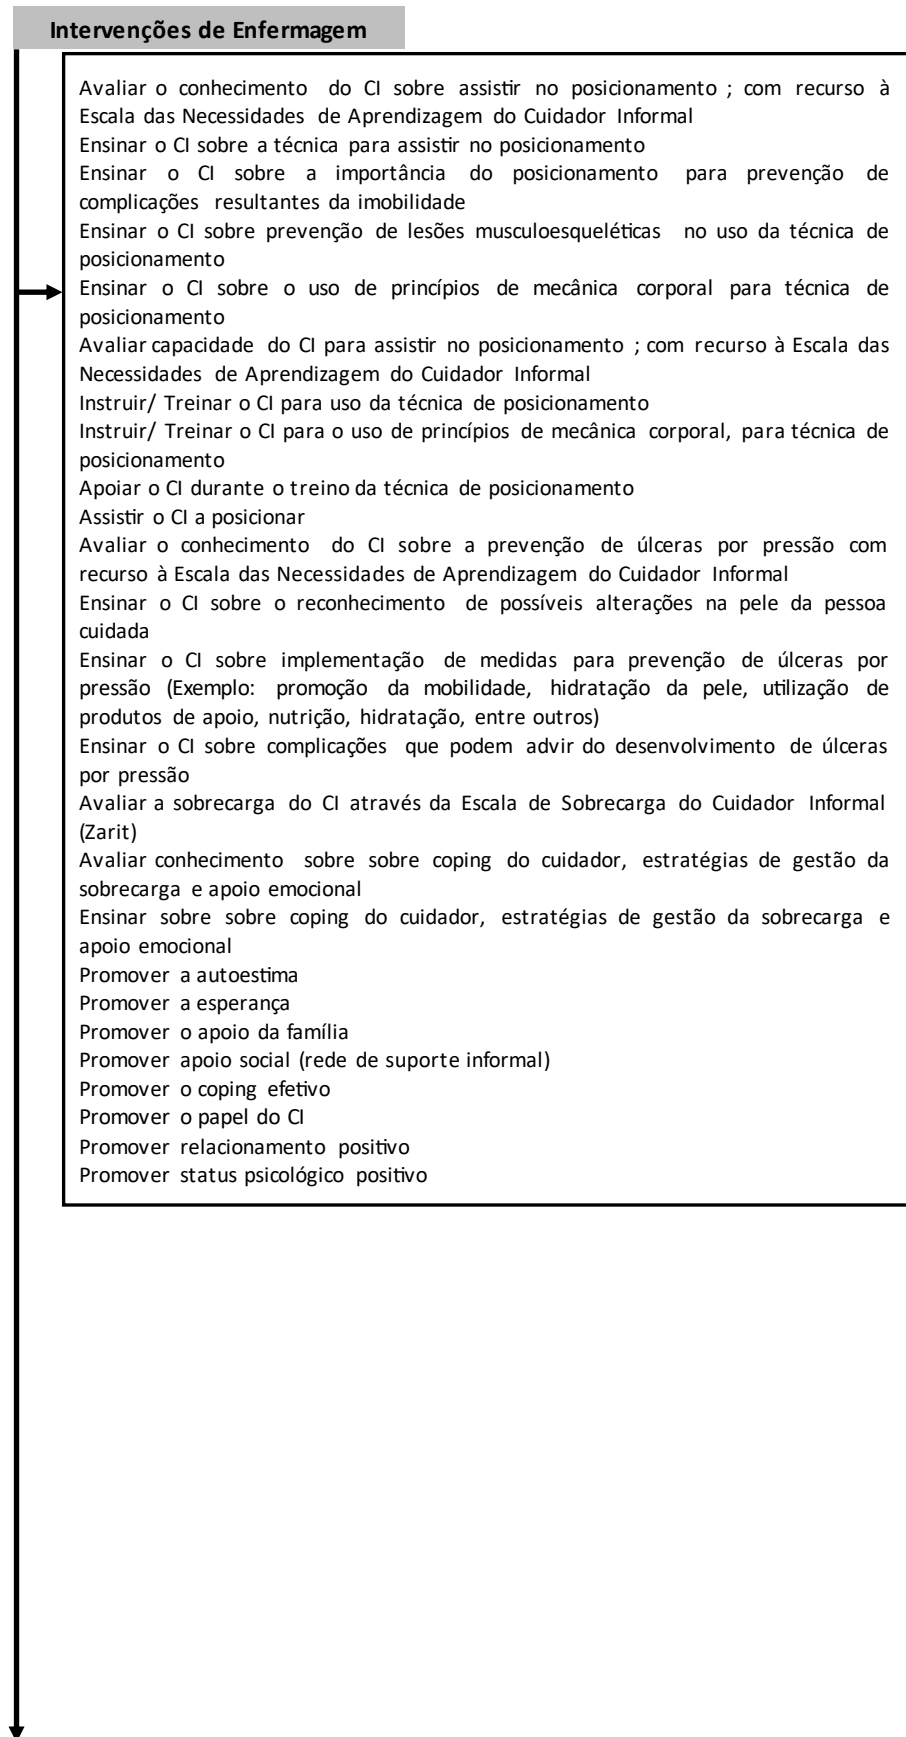 Intervenções de Enfermagem
Avaliar o conhecimento do CI sobre assistir no posicionamento ; com recurso à
Escala das Necessidades de Aprendizagem do Cuidador Informal
Ensinar o CI sobre a técnica para assistir no posicionamento
Ensinar o CI sobre a importância do posicionamento para prevenção de
complicações resultantes da imobilidade
Ensinar o CI sobre prevenção de lesões musculoesqueléticas no uso da técnica de
posicionamento
Ensinar o CI sobre o uso de princípios de mecânica corporal para técnica de
posicionamento
Avaliar capacidade do CI para assistir no posicionamento ; com recurso à Escala das
Necessidades de Aprendizagem do Cuidador Informal
Instruir/ Treinar o CI para uso da técnica de posicionamento
Instruir/ Treinar o CI para o uso de princípios de mecânica corporal, para técnica de
posicionamento
Apoiar o CI durante o treino da técnica de posicionamento
Assistir o CI a posicionar
Avaliar o conhecimento do CI sobre a prevenção de úlceras por pressão com
recurso à Escala das Necessidades de Aprendizagem do Cuidador Informal
Ensinar o CI sobre o reconhecimento de possíveis alterações na pele da pessoa
cuidada
Ensinar o CI sobre implementação de medidas para prevenção de úlceras por
pressão (Exemplo: promoção da mobilidade, hidratação da pele, utilização de
produtos de apoio, nutrição, hidratação, entre outros)
Ensinar o CI sobre complicações que podem advir do desenvolvimento de úlceras
por pressão
Avaliar a sobrecarga do CI através da Escala de Sobrecarga do Cuidador Informal
(Zarit)
Avaliar conhecimento sobre sobre coping do cuidador, estratégias de gestão da
sobrecarga e apoio emocional
Ensinar sobre sobre coping do cuidador, estratégias de gestão da sobrecarga e
apoio emocional
Promover a autoestima
Promover a esperança
Promover o apoio da família
Promover apoio social (rede de suporte informal)
Promover o coping efetivo
Promover o papel do CI
Promover relacionamento positivo
Promover status psicológico positivo